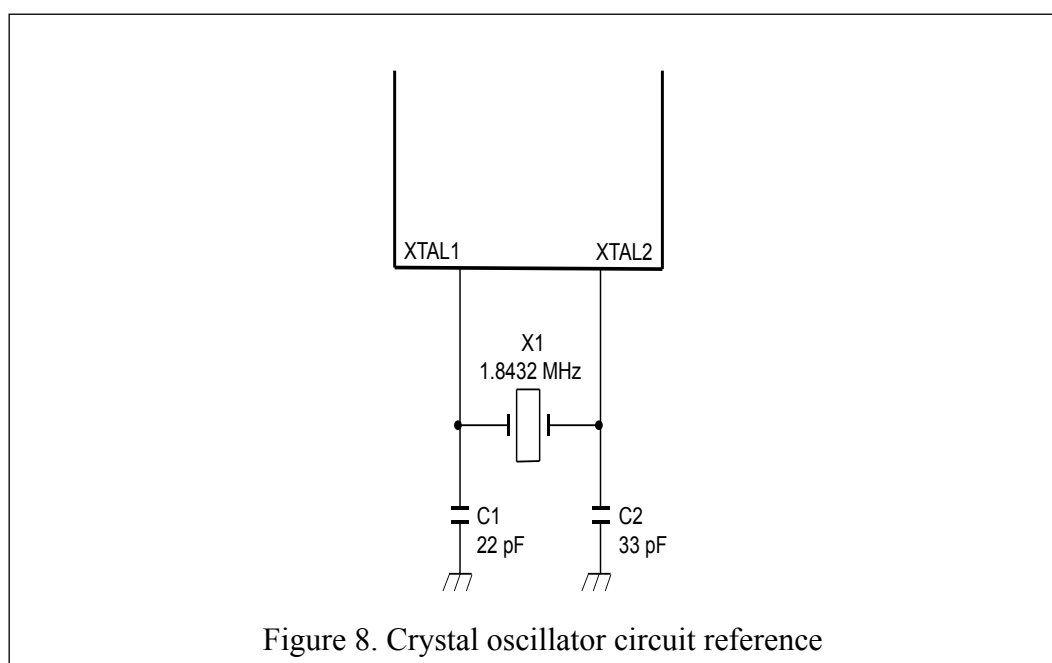 XTAL1
XTAL2
X1
1.8432 MHz
C1
22 pF
C2
33 pF
Figure 8. Crystal oscillator circuit reference